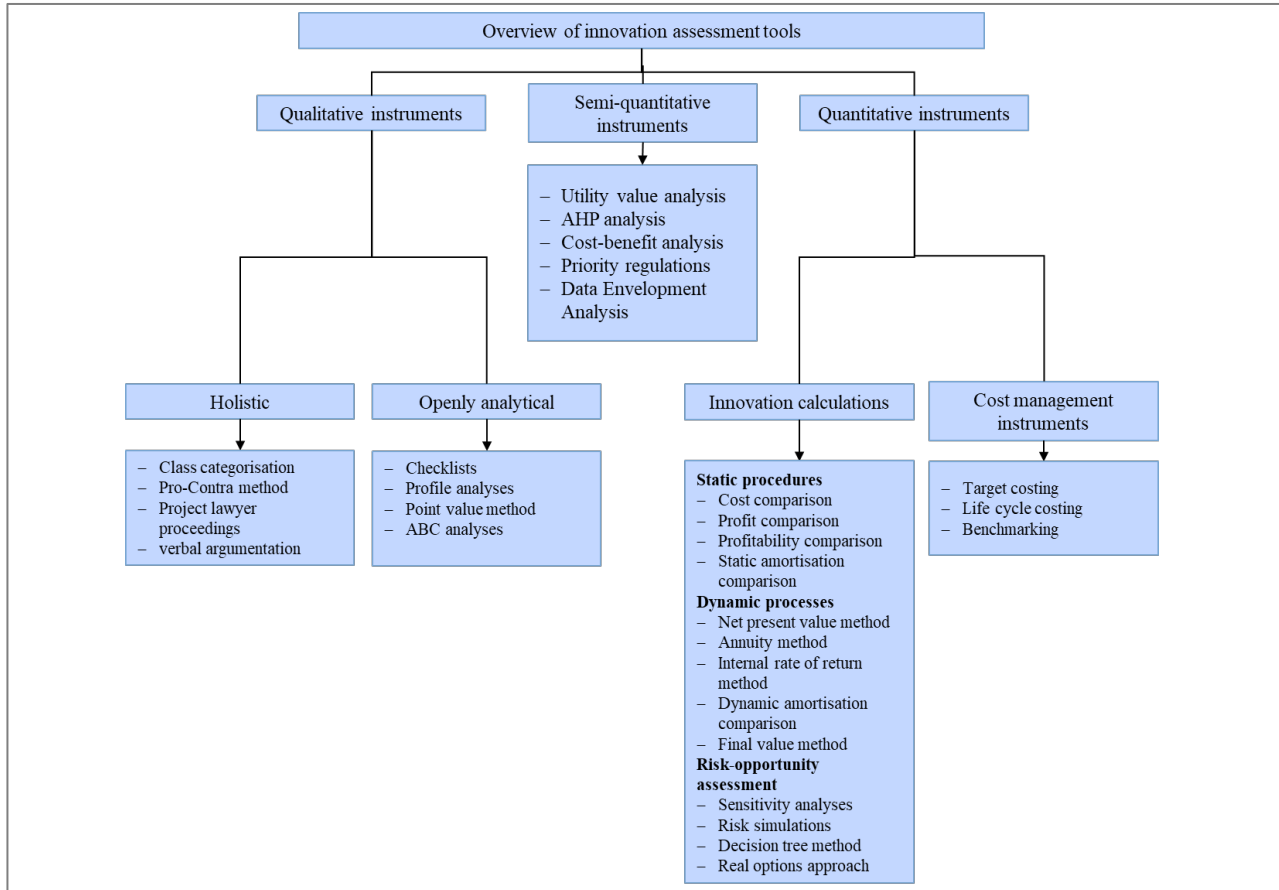 Overview of innovation assessment tools
Qualitative instruments
Semi-quantitative
instruments
Quantitative instruments
– Utility value analysis
– AHP analysis
– Cost-benefit analysis
– Priority regulations
– Data Envelopment
Analysis
Holistic
Openly analytical
Innovation calculations
Cost management
instruments
– Class categorisation
– Pro-Contra method
– Project lawyer
proceedings
– verbal argumentation
– Checklists
– Profile analyses
– Point value method
– ABC analyses
Static procedures
– Cost comparison
– Profit comparison
– Profitability comparison
– Static amortisation
comparison
Dynamic processes
– Net present value method
– Annuity method
– Internal rate of return
method
– Dynamic amortisation
comparison
– Final value method
Risk-opportunity
assessment
– Sensitivity analyses
– Risk simulations
– Decision tree method
– Real options approach
– Target costing
– Life cycle costing
– Benchmarking